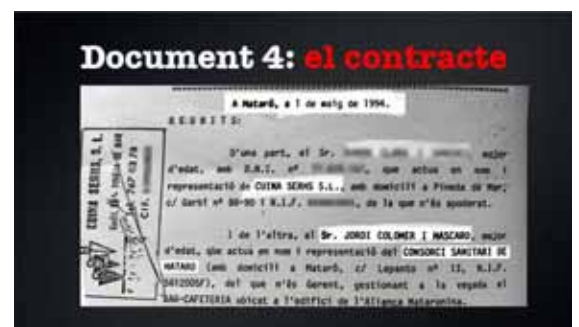 Document 4: el contracte
A Mataró, a 1 de maig de 1994.
REUNITS:
D'una part, el Sr. major
d'edat, amb D.N.I. nº que actua en nom i
representació de CUINA SERHS S.L., amb domicili a Pineda de Mar,
c/ Garbí nº 88-90 i N.I.F. de la que n'és apoderat.
I de l'altra, el Sr. JORDI COLOMER I MASCARO, major
d'edat, que actua en nom i representació del CONSORCI SANITARI DE
MATARO (amb domicili a Mataró, c/ Lepanto nº 13, N.I.F.
del que n'és Gerent, gestionant a la vegada el
BAR-CAFETERIA ubicat a l'edifici de l'Aliança Mataronina.
CUINA SERHS, S. L.